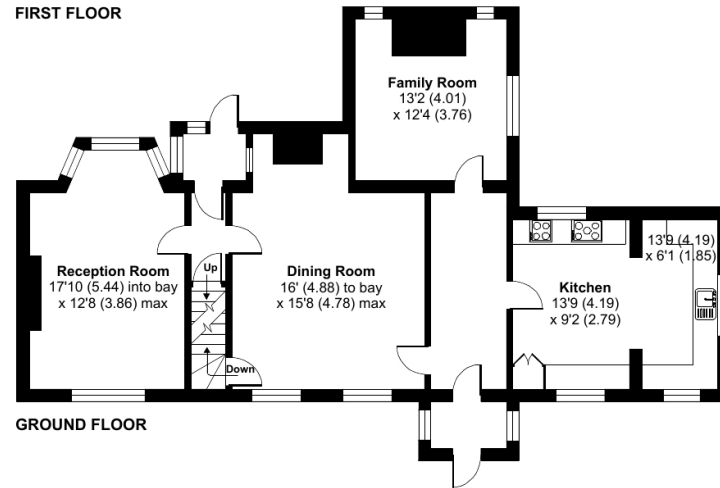 FIRST FLOOR
Family Room
13'2 (4.01)
x 12'4 (3.76)
Reception Room
17'10 (5.44) into bay
x 12'8 (3.86) max
Up
Dining Room
16' (4.88) to bay
x 15'8 (4.78) max
Kitchen
13'9 (4.19)
x 9'2 (2.79)
13'9 (4.19)
x 6'1 (1.85)
Down
GROUND FLOOR